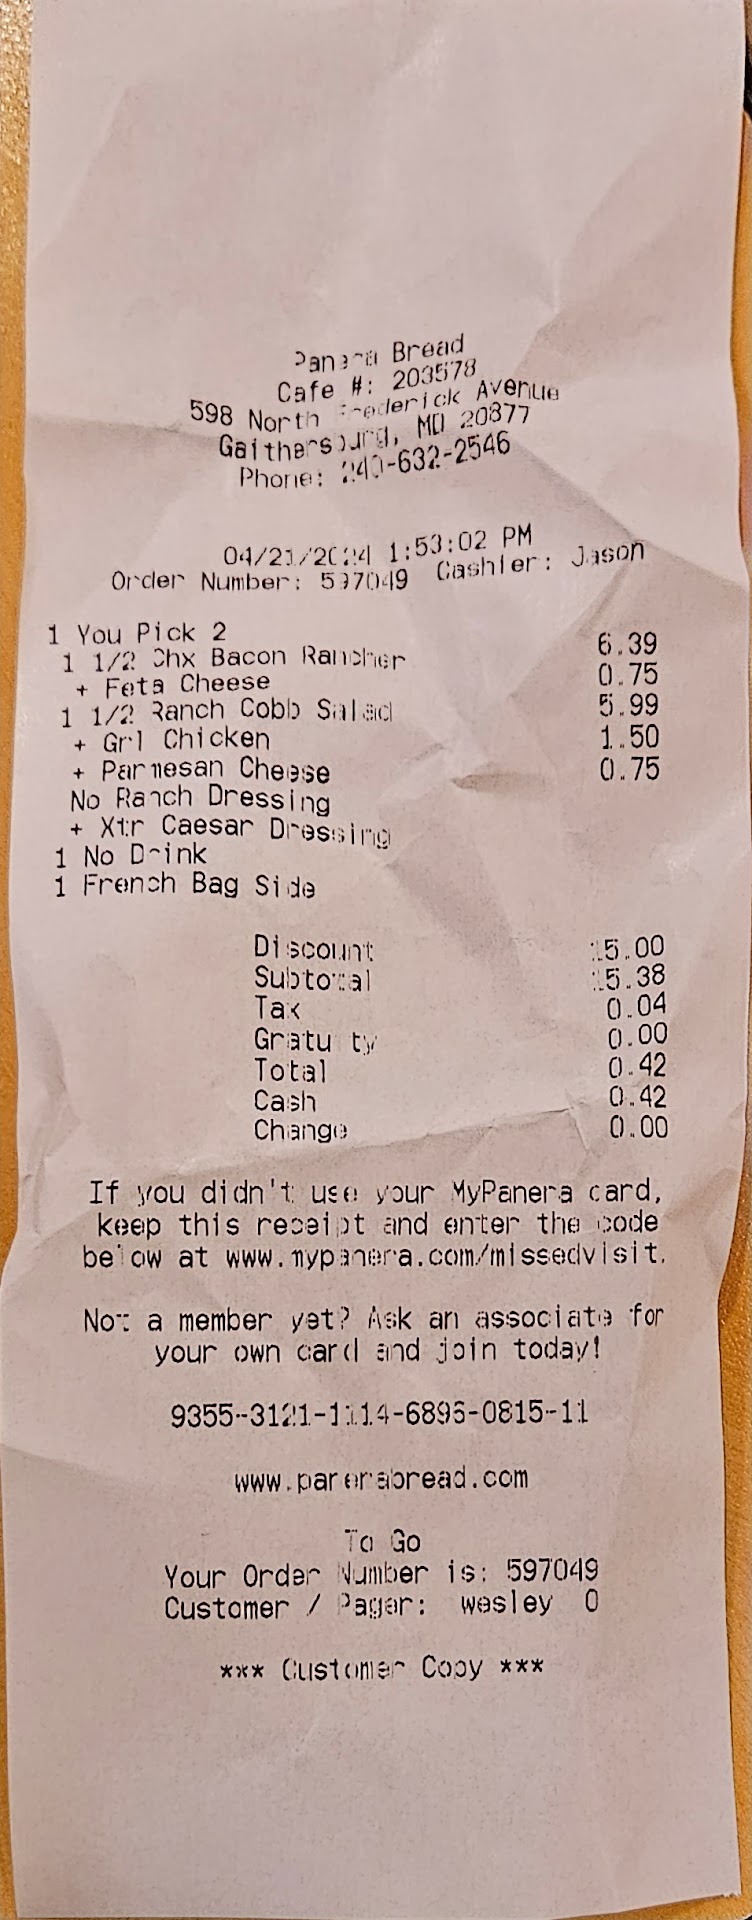 Panera Bread
Cafe #: 203578
598 North Frederick Avenue
Gaithersburg, MD 20877
Phone: 240-632-2546
04/21/2024 1:53:02 PM
Order Number: 597049 Cashier: Jason
1 You Pick 2
1 1/2 Chx Bacon Rancher 6.39
+ Feta Cheese 0.75
1 1/2 Ranch Cobb Salad 5.99
+ Grl Chicken 1.50
+ Parmesan Cheese 0.75
No Ranch Dressing
+ Xtr Caesar Dressing
1 No Drink
1 French Bag Side
Discount 15.00
Subtotal 15.38
Tax 0.04
Gratuity 0.00
Total 0.42
Cash 0.42
Change 0.00
If you didn't use your MyPanera card,
keep this receipt and enter the code
below at www.mypanera.com/missedvisit.
Not a member yet? Ask an associate for
your own card and join today!
9355-3121-1114-6895-0815-11
www.panerabread.com
To Go
Your Order Number is: 597049
Customer / Pager: wesley 0
*** Customer Copy ***